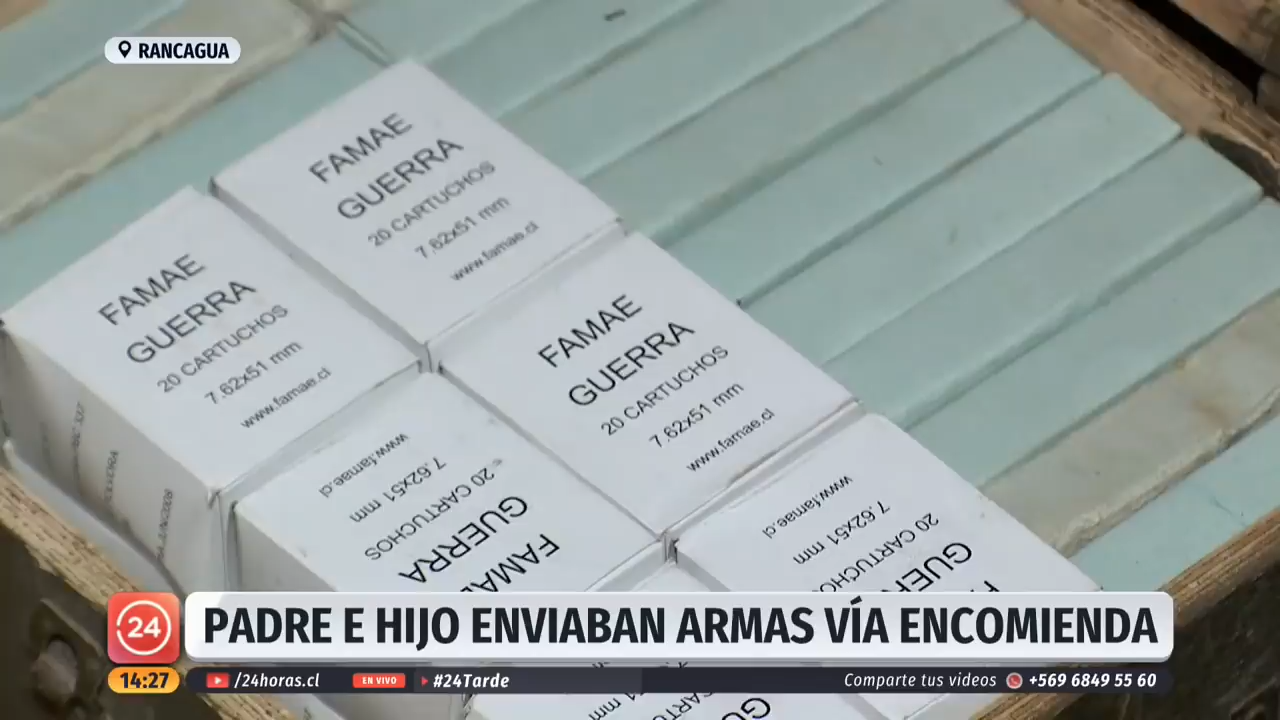 RANCAGUA
FAMAE
GUERRA
20 CARTUCHOS
7.62x51 mm
www.famae.cl
FAMAE
GUERRA
20 CARTUCHOS
7.62x51 mm
www.famae.cl
FAMAE
GUERRA
20 CARTUCHOS
7.62x51 mm
www.famae.cl
www.famae.cl
7.62x51 mm
20 CARTUCHOS
GUERRA
FAMAE
www.famae.cl
7.62x51 mm
20 CARTUCHOS
24
PADRE E HIJO ENVIABAN ARMAS VÍA ENCOMIENDA
14:27
/24horas.cl
EN VIVO
#24Tarde
Comparte tus videos
+569 6849 55 60